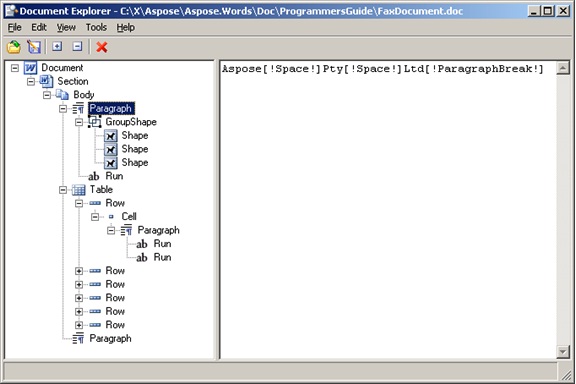 Document Explorer - C:\X\Aspose\Aspose.Words\Doc\ProgrammersGuide\FaxDocument.doc
File Edit View Tools Help
Document
Section
Body
Paragraph
GroupShape
Shape
Shape
Shape
ab Run
Table
Row
Cell
Paragraph
ab Run
ab Run
Row
Row
Row
Row
Row
Paragraph
Aspose[!Space!]Pty[!Space!]Ltd[!ParagraphBreak!]